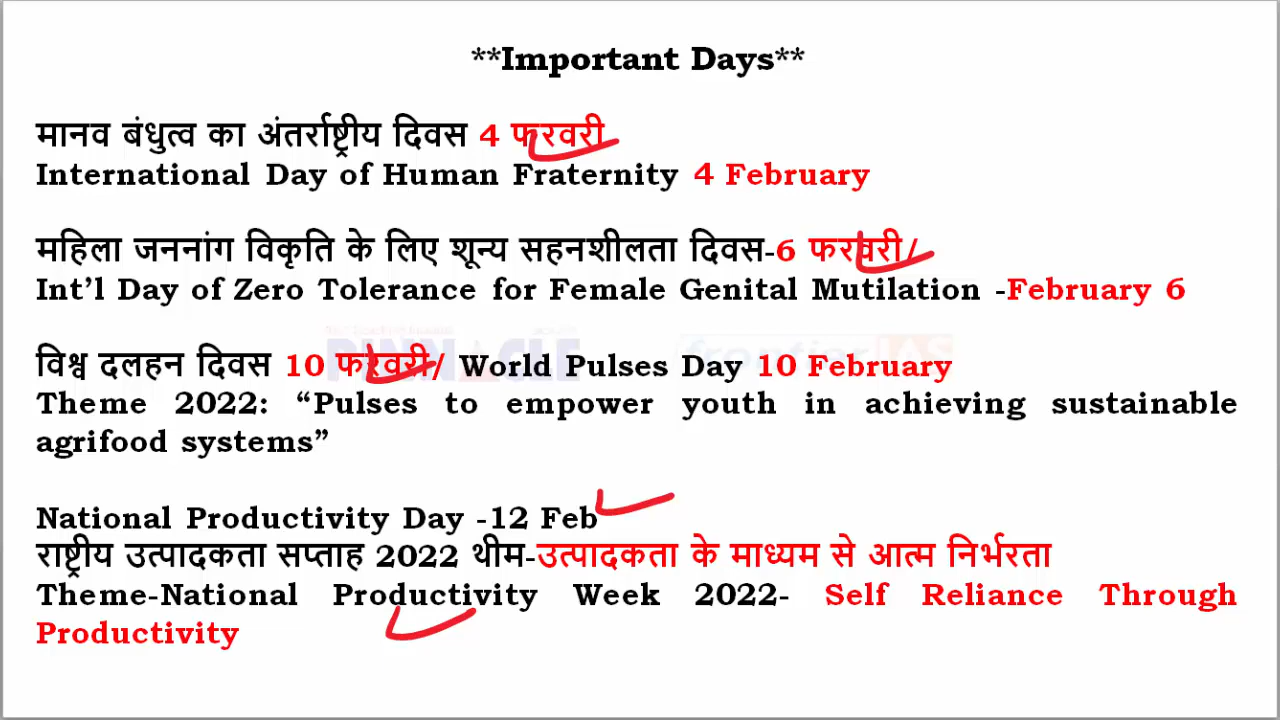 **Important Days**
मानव बंधुत्व का अंतर्राष्ट्रीय दिवस 4 फरवरी
International Day of Human Fraternity 4 February
महिला जननांग विकृति के लिए शून्य सहनशीलता दिवस-6 फरवरी/
Int’l Day of Zero Tolerance for Female Genital Mutilation -February 6
विश्व दलहन दिवस 10 फरवरी/ World Pulses Day 10 February
Theme 2022: “Pulses to empower youth in achieving sustainable
agrifood systems”
National Productivity Day -12 Feb
राष्ट्रीय उत्पादकता सप्ताह 2022 थीम-उत्पादकता के माध्यम से आत्म निर्भरता
Theme-National Productivity Week 2022- Self Reliance Through
Productivity
PINNACLE frontier IAS